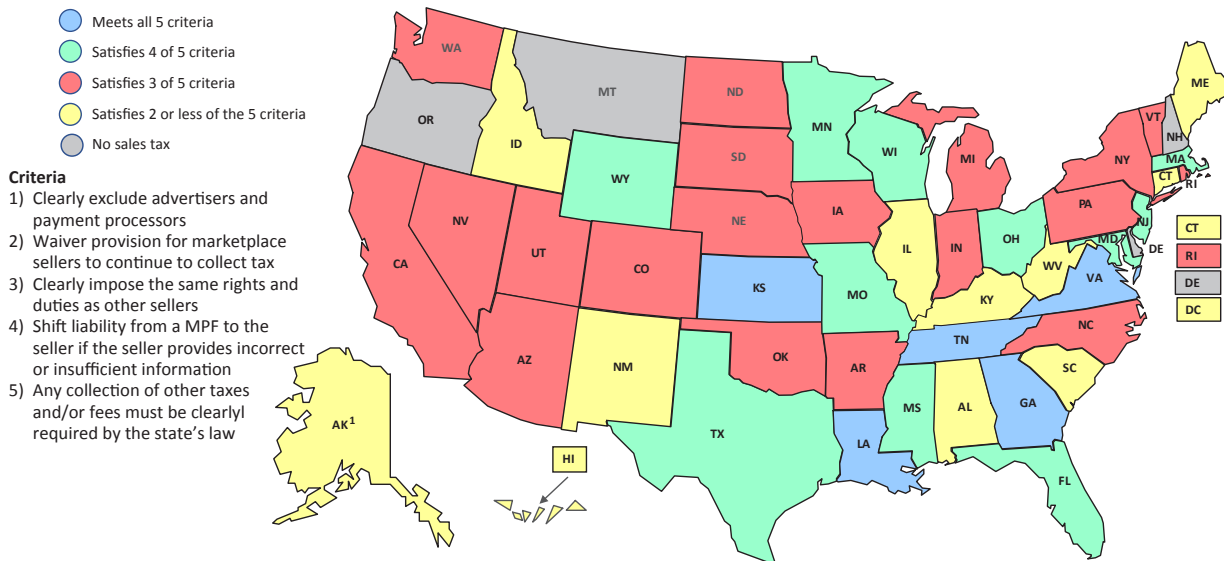 Meets all 5 criteria
Satisfies 4 of 5 criteria
Satisfies 3 of 5 criteria
Satisfies 2 or less of the 5 criteria
No sales tax
Criteria
1) Clearly exclude advertisers and
payment processors
2) Waiver provision for marketplace
sellers to continue to collect tax
3) Clearly impose the same rights and
duties as other sellers
4) Shift liability from a MPF to the
seller if the seller provides incorrect
or insufficient information
5) Any collection of other taxes
and/or fees must be clearlyl
required by the state's law
WA
OR
MT
ID
WY
ND
SD
NE
MN
WI
MI
IA
NV
UT
CA
CO
KS
MO
IL
IN
OH
KY
WV
VA
PA
NY
VT
NH
ME
MA
CT
RI
NJ
MD
DE
CT
RI
DE
DC
AZ
NM
OK
AR
TN
NC
SC
TX
LA
MS
AL
GA
FL
AK1
HI